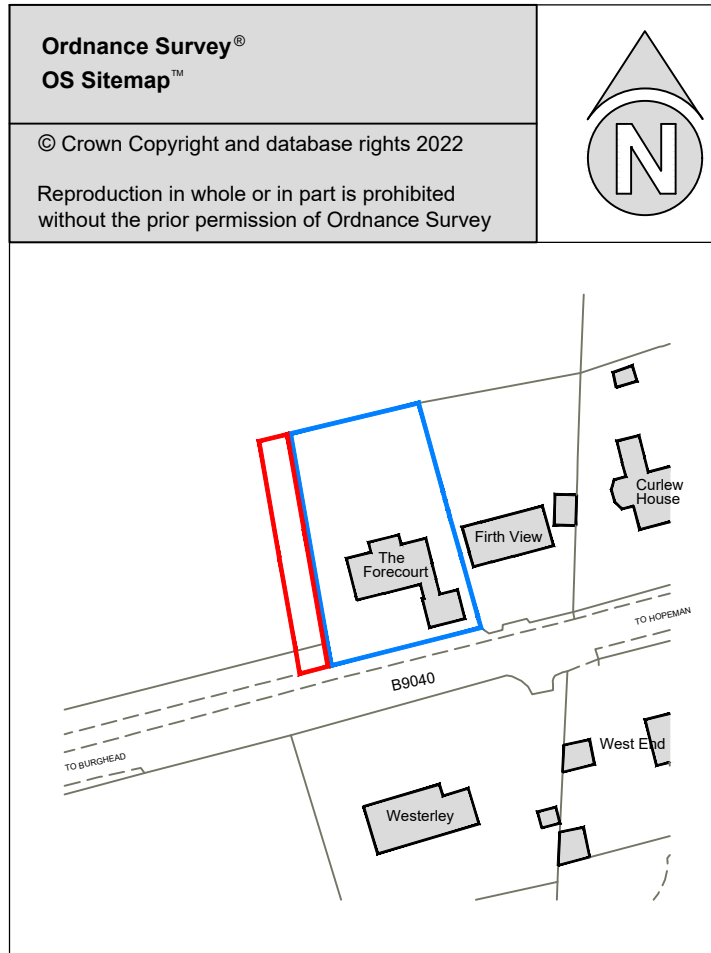 Ordnance Survey®
OS Sitemap™
© Crown Copyright and database rights 2022
Reproduction in whole or in part is prohibited
without the prior permission of Ordnance Survey
N
Curlew
House
Firth View
The
Forecourt
TO HOPEMAN
B9040
TO BURGHEAD
West End
Westerley